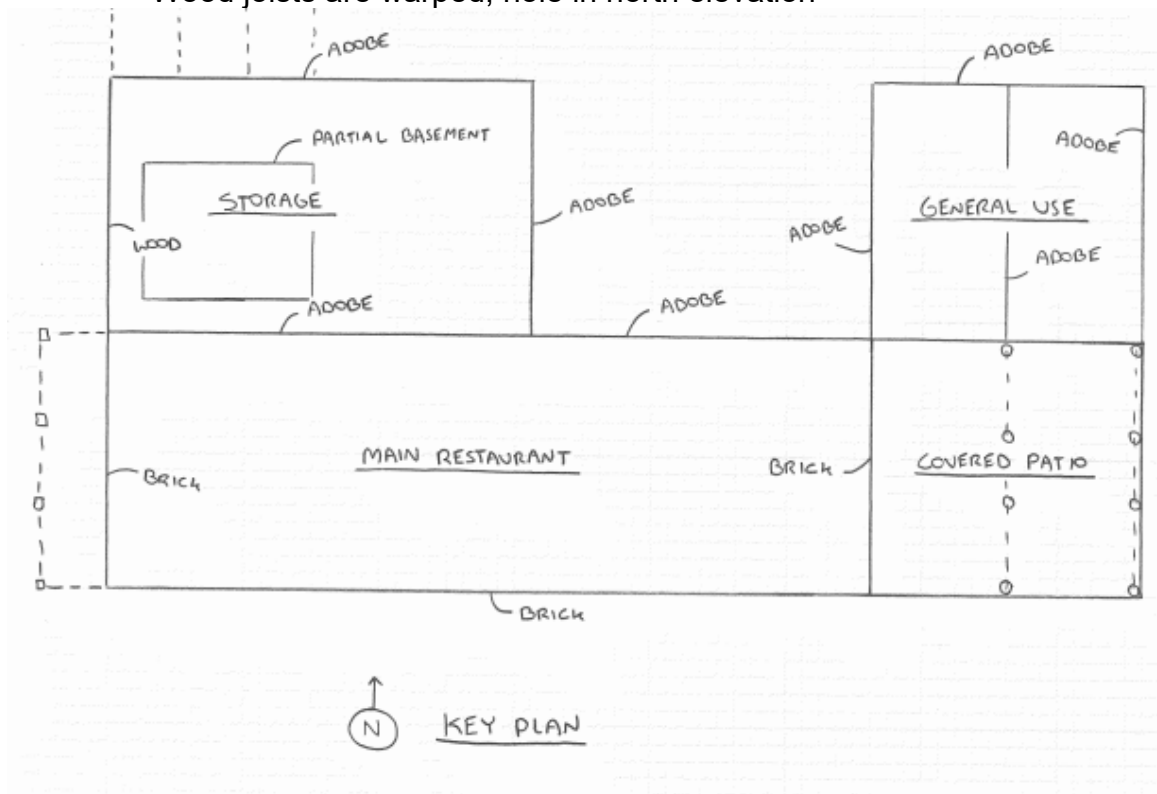 Wood joists are warped, hole in north elevation
ADOBE
ADOBE
PARTIAL BASEMENT
ADOBE
STORAGE
ADOBE
GENERAL USE
ADOBE
WOOD
ADOBE
ADOBE
ADOBE
MAIN RESTAURANT
BRICK
COVERED PATIO
BRICK
BRICK
N
KEY PLAN